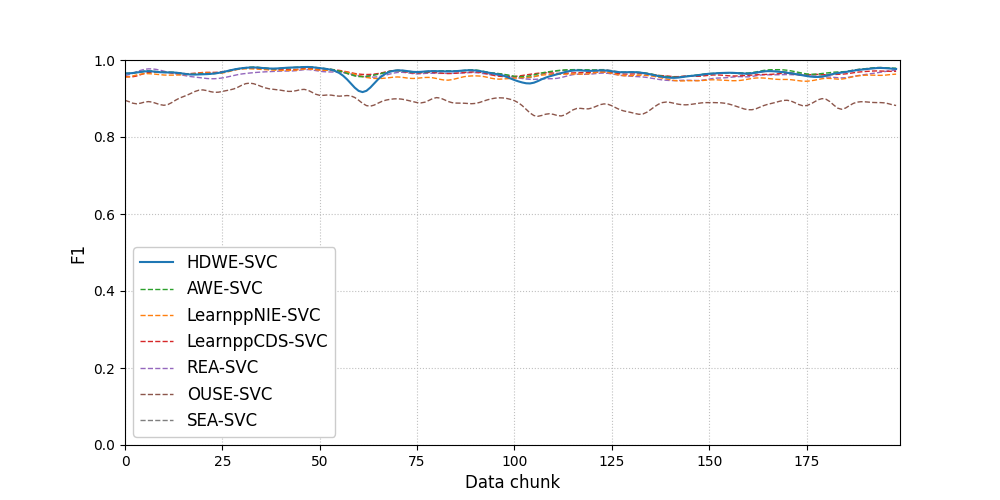 1.0
0.8
0.6
0.4
0.2
0.0
F1
HDWE-SVC
AWE-SVC
LearnppNIE-SVC
LearnppCDS-SVC
REA-SVC
OUSE-SVC
SEA-SVC
0 25 50 75 100 125 150 175
Data chunk